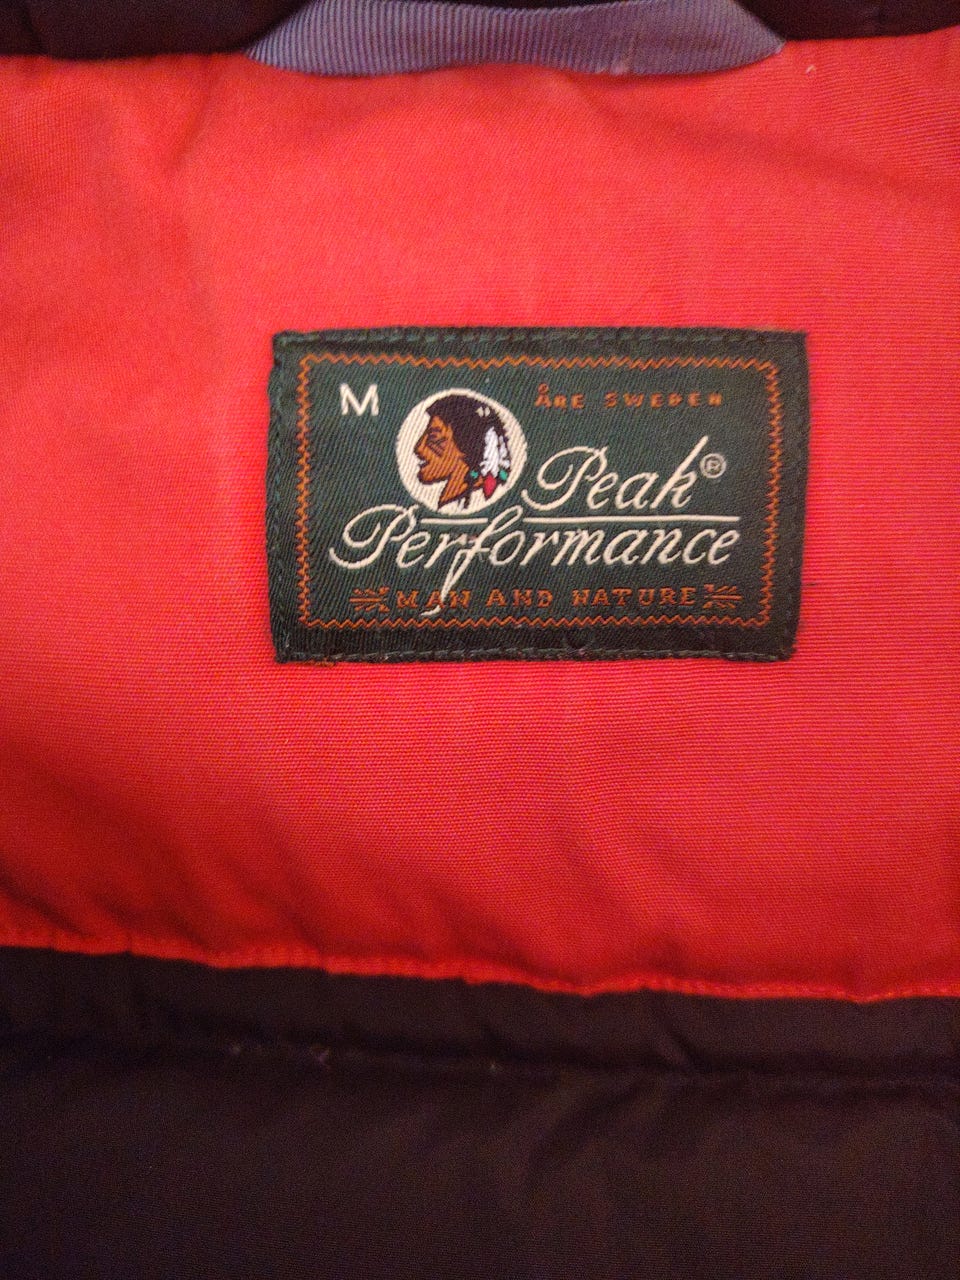 M
ÅRE SWEDEN
Peak®
Performance
MAN AND NATURE